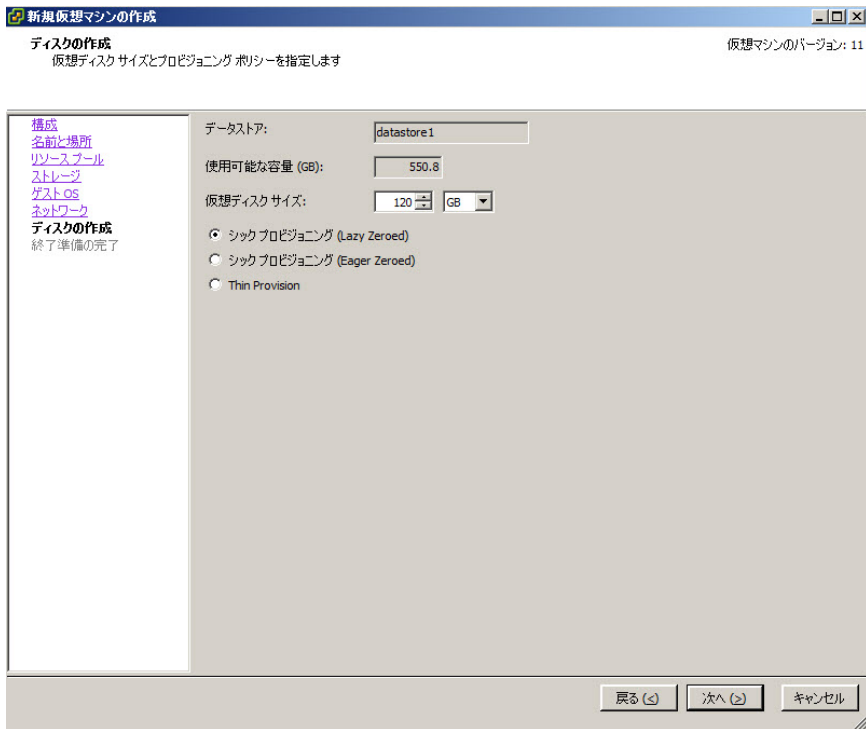 新規仮想マシンの作成
ディスクの作成
仮想ディスク サイズとプロビジョニング ポリシーを指定します
仮想マシンのバージョン: 11
構成
名前と場所
リソース プール
ストレージ
ゲスト OS
ネットワーク
ディスクの作成
終了準備の完了
データストア: datastore1
使用可能な容量 (GB): 550.8
仮想ディスク サイズ: 120 GB
シック プロビジョニング (Lazy Zeroed)
シック プロビジョニング (Eager Zeroed)
Thin Provision
戻る (<) 次へ (>) キャンセル